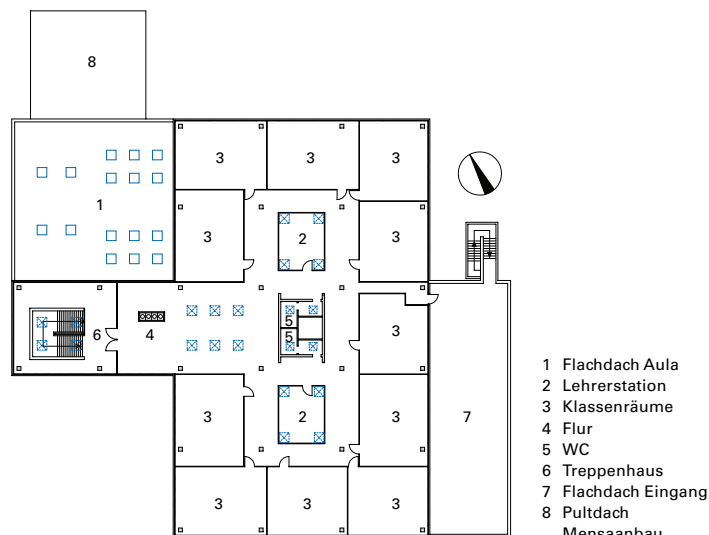 8
3
3
3
1
3
2
3
5
5
6
4
3
3
2
3
7
3
3
3
1 Flachdach Aula
2 Lehrerstation
3 Klassenräume
4 Flur
5 WC
6 Treppenhaus
7 Flachdach Eingang
8 Pultdach
Mensaanbau